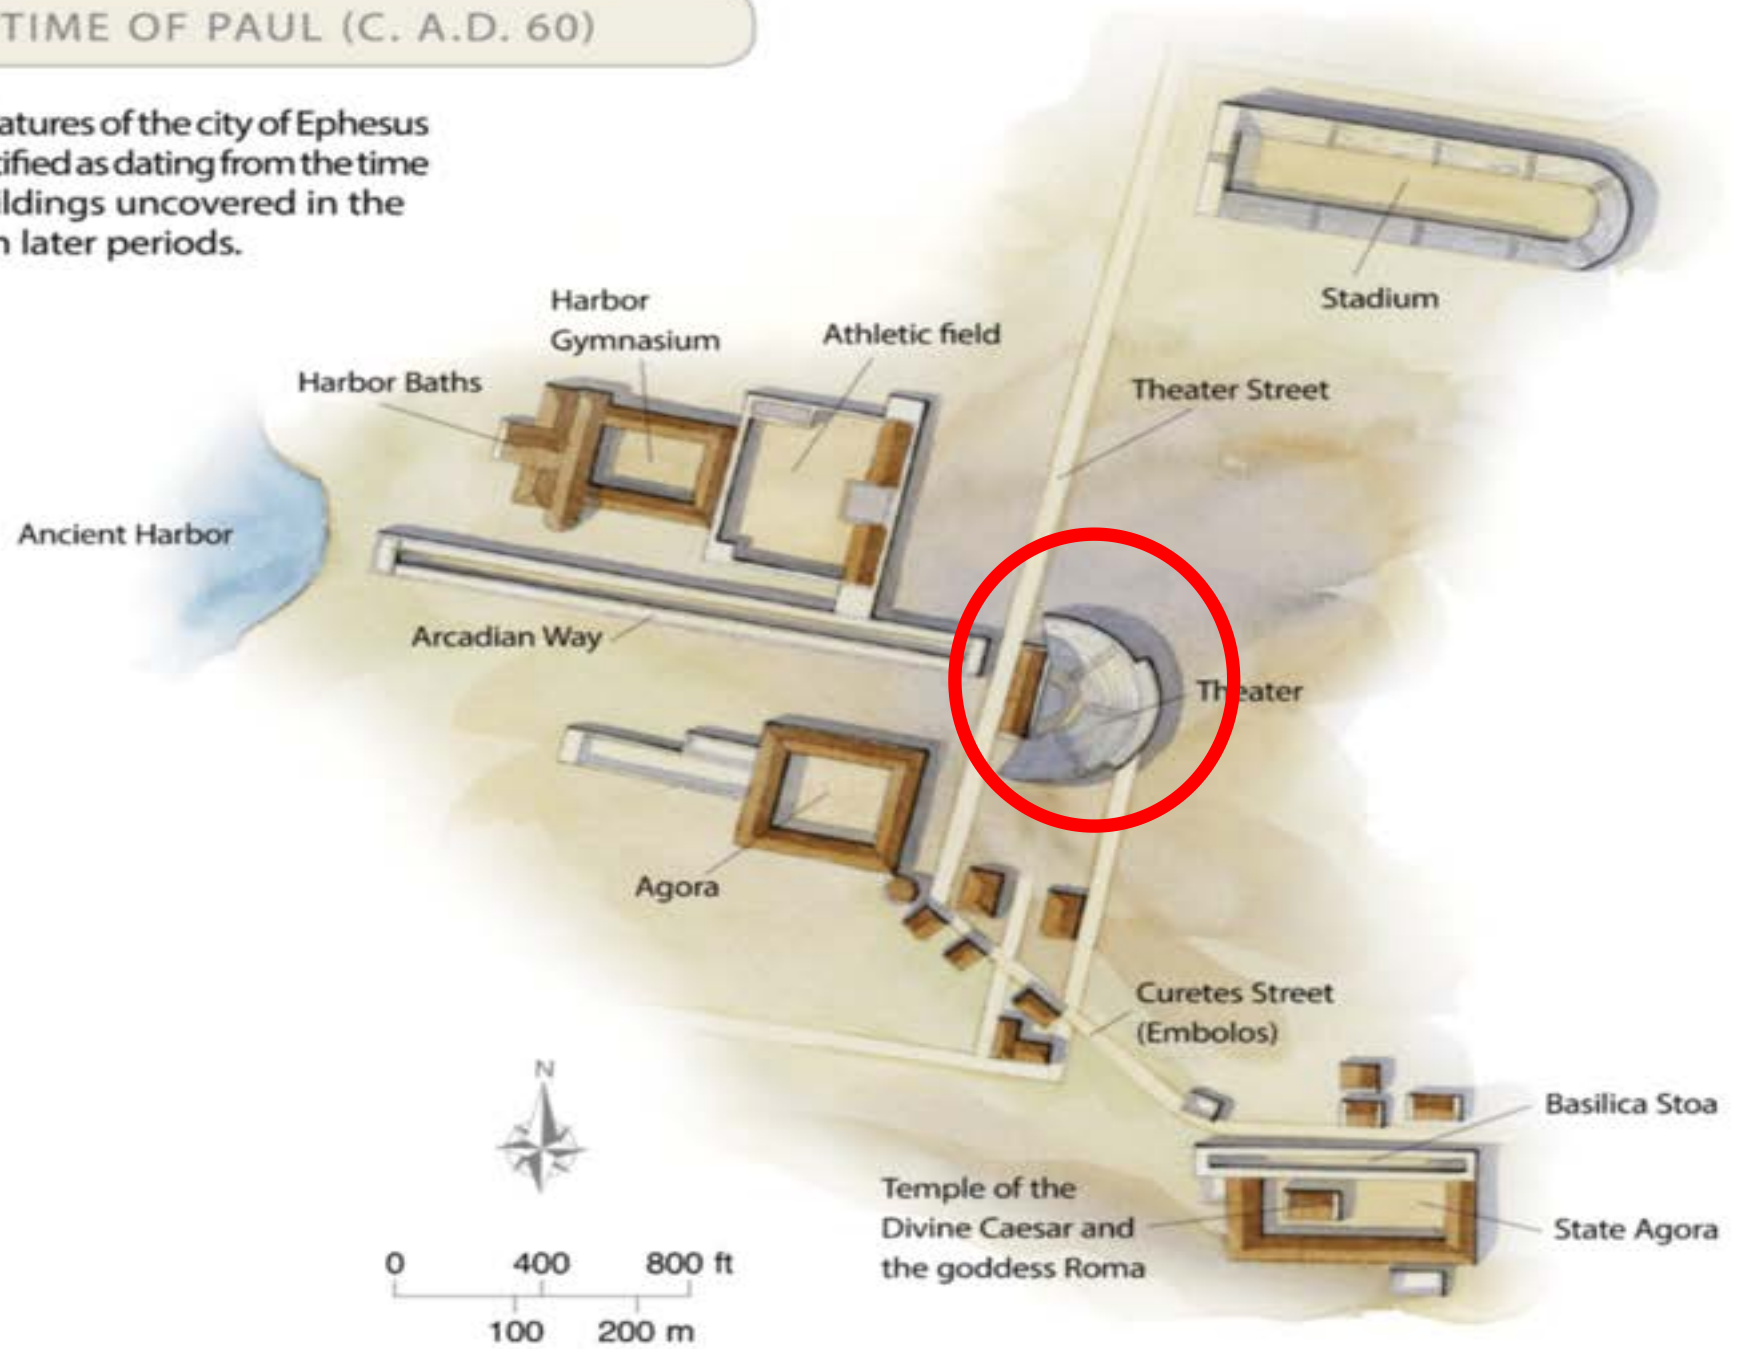 TIME OF PAUL (C. A.D. 60)
atures of the city of Ephesus
tified as dating from the time
ildings uncovered in the
n later periods.
Harbor
Gymnasium
Athletic field
Stadium
Harbor Baths
Theater Street
Ancient Harbor
Arcadian Way
Theater
Agora
Curetes Street
(Embolos)
N
Basilica Stoa
Temple of the
Divine Caesar and
the goddess Roma
State Agora
0 400 800 ft
100 200 m